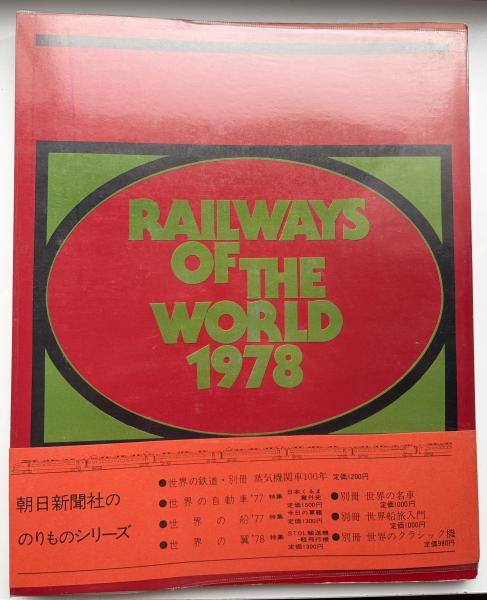 RAILWAYS
OF THE
WORLD
1978
朝日新聞社の
のりものシリーズ
●世界の鉄道・別冊 蒸気機関車100年 定価1200円
●世界の自動車'77 特集 日本くるま意外史 定価1600円
●世界の船'77 特集 今日の軍艦 定価1300円
●世界の翼'78 特集 STOL輸送機・軽飛行機 定価1300円
●別冊 世界の名車 定価1000円
●別冊 世界船旅入門 定価1000円
●別冊 世界のクラシック機 定価980円